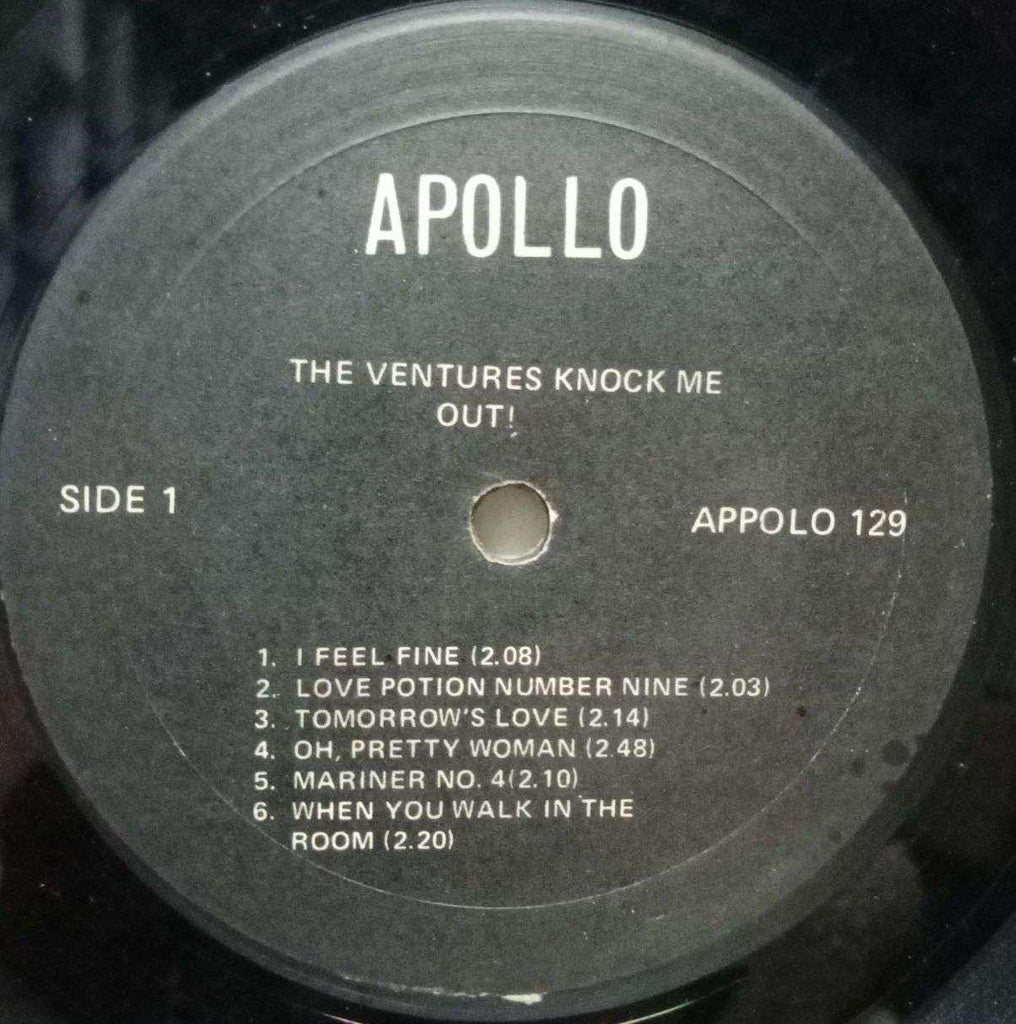 APOLLO
THE VENTURES KNOCK ME
OUT!
SIDE 1
APPOLO 129
1. I FEEL FINE (2.08)
2. LOVE POTION NUMBER NINE (2.03)
3. TOMORROW'S LOVE (2.14)
4. OH, PRETTY WOMAN (2.48)
5. MARINER NO. 4(2.10)
6. WHEN YOU WALK IN THE
ROOM (2.20)